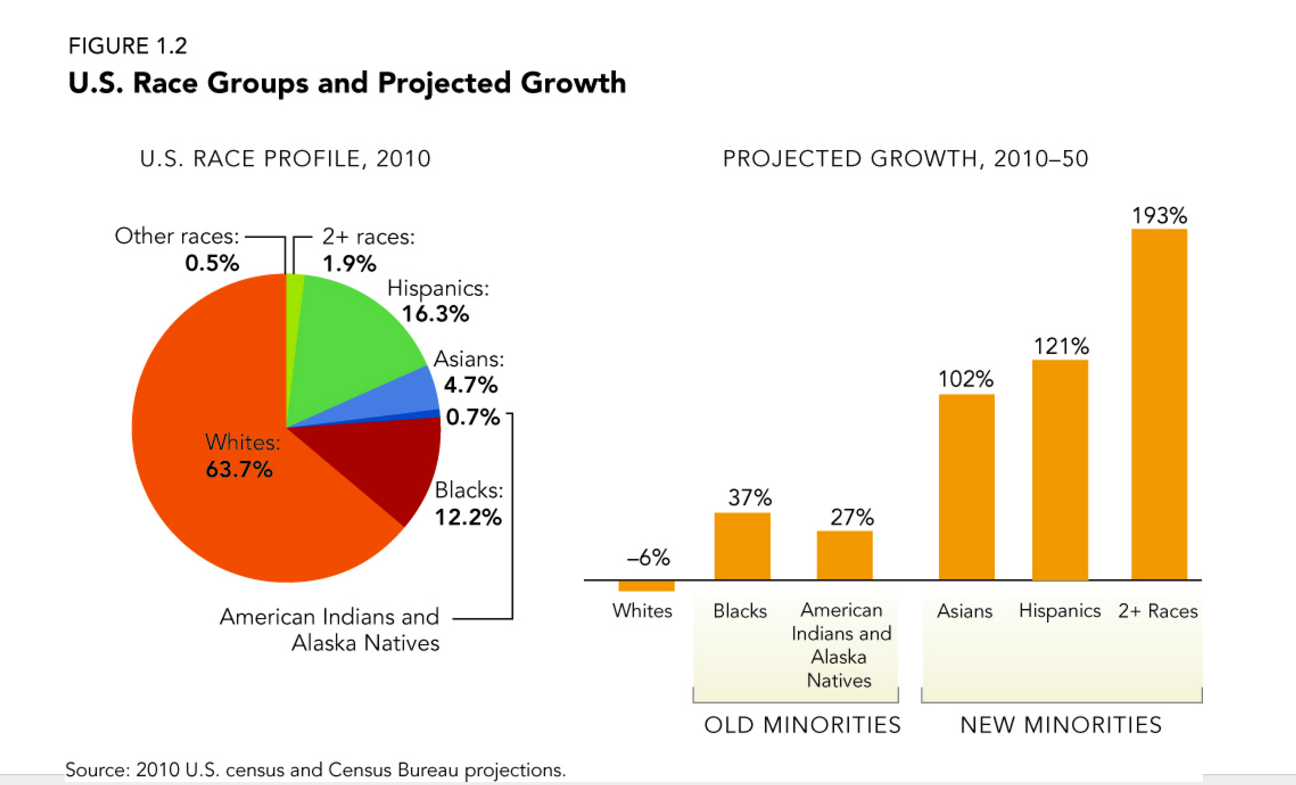 FIGURE 1.2
U.S. Race Groups and Projected Growth
U.S. RACE PROFILE, 2010
Other races:
0.5%
2+ races:
1.9%
Hispanics:
16.3%
Asians:
4.7%
0.7%
Whites:
63.7%
Blacks:
12.2%
American Indians and
Alaska Natives
PROJECTED GROWTH, 2010–50
–6%
37%
27%
102%
121%
193%
Whites
Blacks
American
Indians and
Alaska
Natives
Asians
Hispanics
2+ Races
OLD MINORITIES
NEW MINORITIES
Source: 2010 U.S. census and Census Bureau projections.